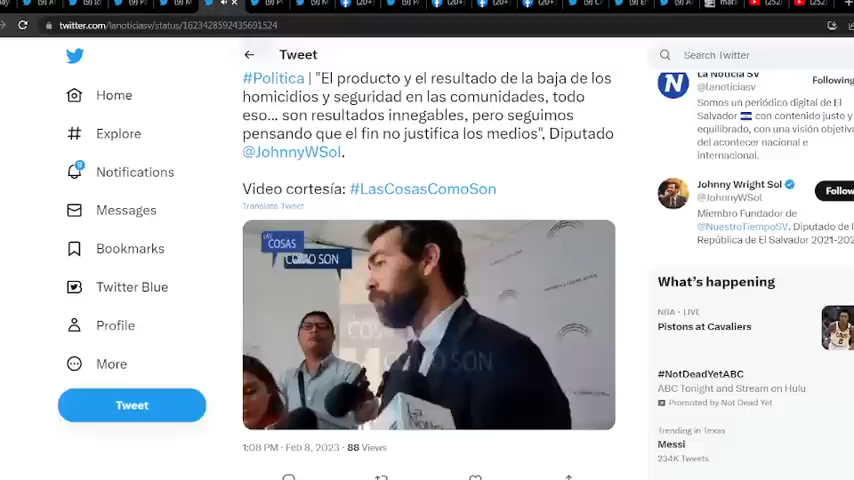 twitter.com/lanoticiasv/status/1623428592435691524
Home
Explore
Notifications
Messages
Bookmarks
Twitter Blue
Profile
More
Tweet
Tweet
#Politica | "El producto y el resultado de la baja de los
homicidios y seguridad en las comunidades, todo
eso... son resultados innegables, pero seguimos
pensando que el fin no justifica los medios", Diputado
@JohnnyWSol.
Video cortesía: #LasCosasComoSon
Translate Tweet
LAS
COSAS
COMO SON
1:08 PM · Feb 8, 2023 · 88 Views
Search Twitter
La Noticia SV
@lanoticiasv
Following
Somos un periódico digital de El
Salvador con contenido justo y
equilibrado, con una visión objetiva
del acontecer nacional e
internacional.
Johnny Wright Sol
@JohnnyWSol
Follow
Miembro Fundador de
@NuestroTiempoSV. Diputado de la
República de El Salvador 2021-202
What's happening
NBA · LIVE
Pistons at Cavaliers
#NotDeadYetABC
ABC Tonight and Stream on Hulu
Promoted by Not Dead Yet
Trending in Texas
Messi
234K Tweets